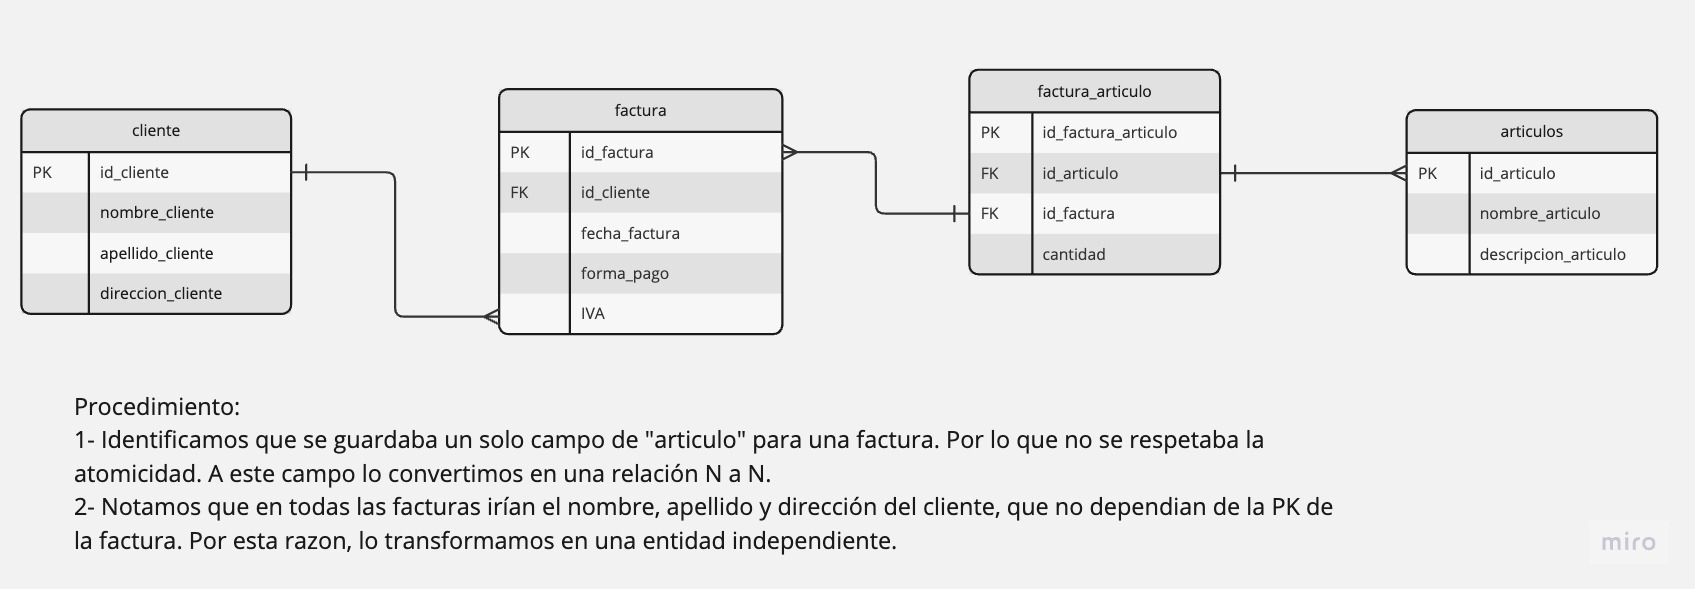 cliente
PK id_cliente
nombre_cliente
apellido_cliente
direccion_cliente
factura
PK id_factura
FK id_cliente
fecha_factura
forma_pago
IVA
factura_articulo
PK id_factura_articulo
FK id_articulo
FK id_factura
cantidad
articulos
PK id_articulo
nombre_articulo
descripcion_articulo
Procedimiento:
1- Identificamos que se guardaba un solo campo de "articulo" para una factura. Por lo que no se respetaba la
atomicidad. A este campo lo convertimos en una relación N a N.
2- Notamos que en todas las facturas irían el nombre, apellido y dirección del cliente, que no dependian de la PK de
la factura. Por esta razon, lo transformamos en una entidad independiente.
miro